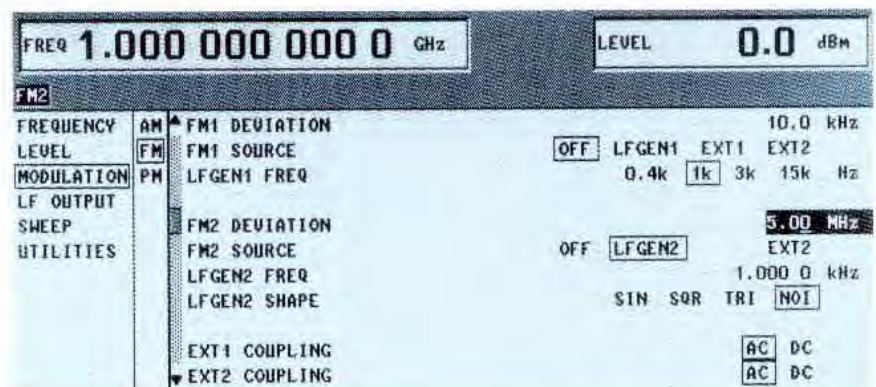 FREQ 1.000 000 000 0 GHz LEVEL 0.0 dBm
FM2
FREQUENCY AM FM1 DEVIATION 10.0 kHz
LEVEL FM FM1 SOURCE OFF LFGEN1 EXT1 EXT2
MODULATION PM LFGEN1 FREQ 0.4k 1k 3k 15k Hz
LF OUTPUT
SWEEP FM2 DEVIATION 5.00 MHz
UTILITIES FM2 SOURCE OFF LFGEN2 EXT2
LFGEN2 FREQ 1.000 0 kHz
LFGEN2 SHAPE SIN SQR TRI NOI
EXT1 COUPLING AC DC
EXT2 COUPLING AC DC